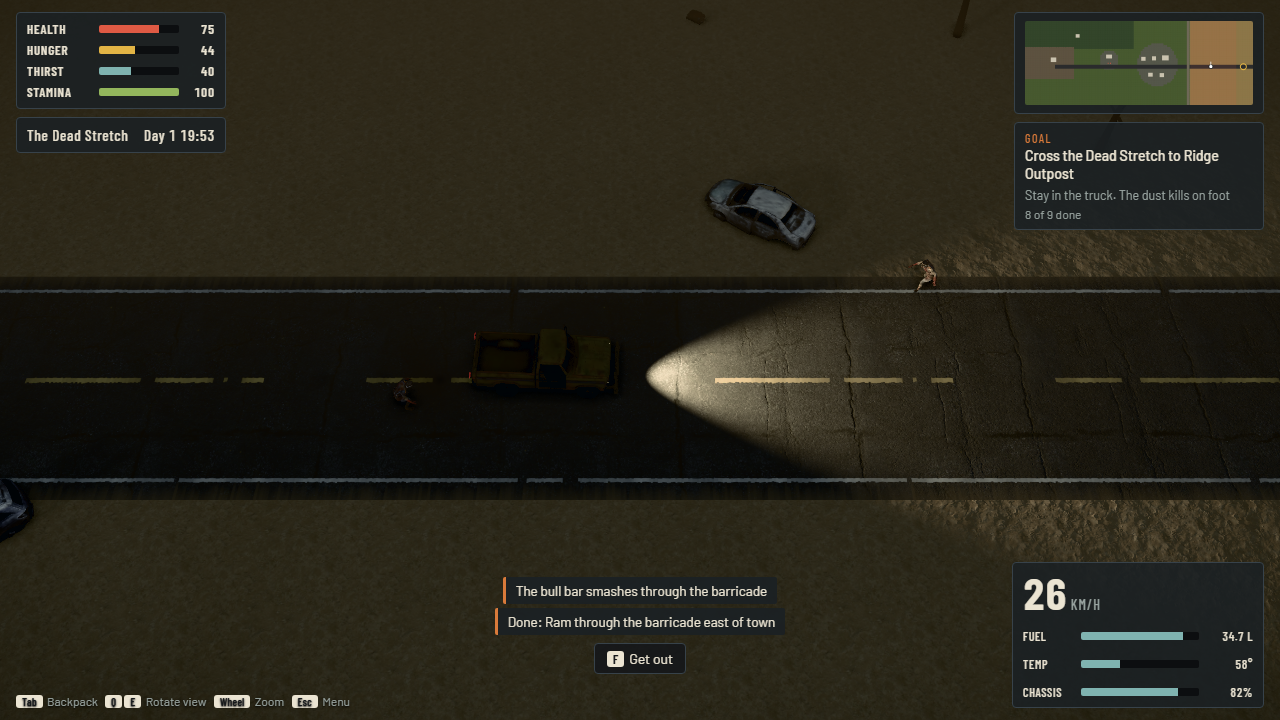 HEALTH 75
HUNGER 44
THIRST 40
STAMINA 100
The Dead Stretch Day 1 19:53
GOAL
Cross the Dead Stretch to Ridge
Outpost
Stay in the truck. The dust kills on foot
8 of 9 done
The bull bar smashes through the barricade
Done: Ram through the barricade east of town
F Get out
26 KM/H
FUEL 34.7 L
TEMP 58°
CHASSIS 82%
Tab Backpack Q E Rotate view Wheel Zoom Esc Menu